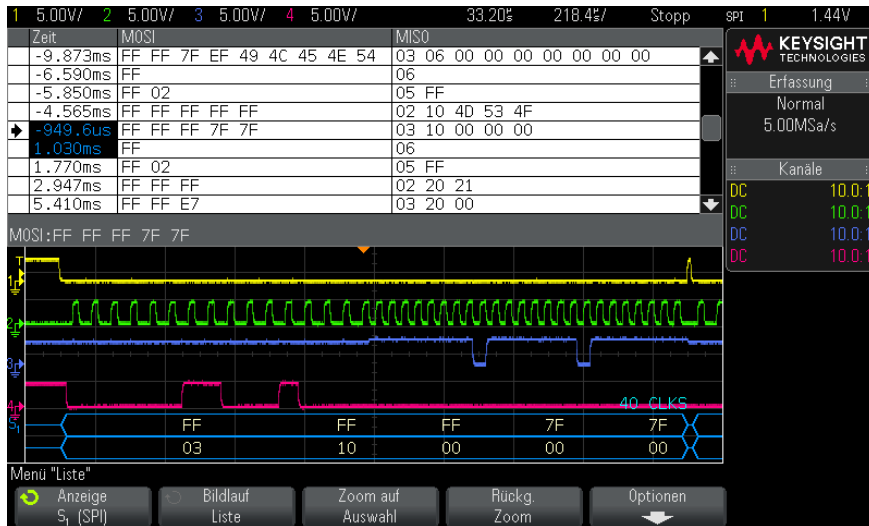 1 5.00V/ 2 5.00V/ 3 5.00V/ 4 5.00V/ 33.20s 218.4s/ Stopp SPI 1 1.44V
Zeit MOSI MISO
-9.873ms FF FF 7F EF 49 4C 45 4E 54 03 06 00 00 00 00 00 00 00
-6.590ms FF 06
-5.850ms FF 02 05 FF
-4.565ms FF FF FF FF FF 02 10 4D 53 4F
-949.6us FF FF FF 7F 7F 03 10 00 00 00
1.030ms FF 06
1.770ms FF 02 05 FF
2.947ms FF FF FF 02 20 21
5.410ms FF FF E7 03 20 00
MOSI:FF FF FF 7F 7F
KEYSIGHT
TECHNOLOGIES
Erfassung
Normal
5.00MSa/s
Kanäle
DC 10.0:1
DC 10.0:1
DC 10.0:1
DC 10.0:1
T
1
2
3
4
40 CLKS
S1 FF FF FF 7F 7F
03 10 00 00 00
Menü "Liste"
Anzeige
S1 (SPI)
Bildlauf
Liste
Zoom auf
Auswahl
Rückg.
Zoom
Optionen